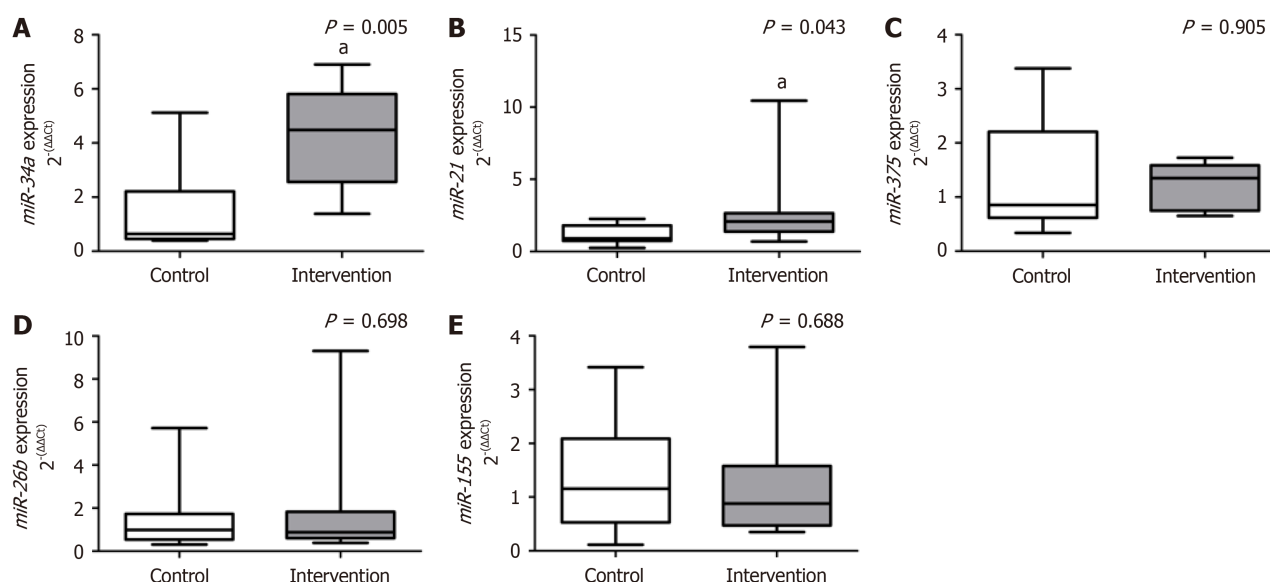 A
P = 0.005
a
miR-34a expression
2-(ΔΔCt)
8
6
4
2
0
Control
Intervention
B
P = 0.043
a
miR-21 expression
2-(ΔΔCt)
15
10
5
0
Control
Intervention
C
P = 0.905
miR-375 expression
2-(ΔΔCt)
4
3
2
1
0
Control
Intervention
D
P = 0.698
miR-26b expression
2-(ΔΔCt)
10
8
6
4
2
0
Control
Intervention
E
P = 0.688
miR-155 expression
2-(ΔΔCt)
4
3
2
1
0
Control
Intervention